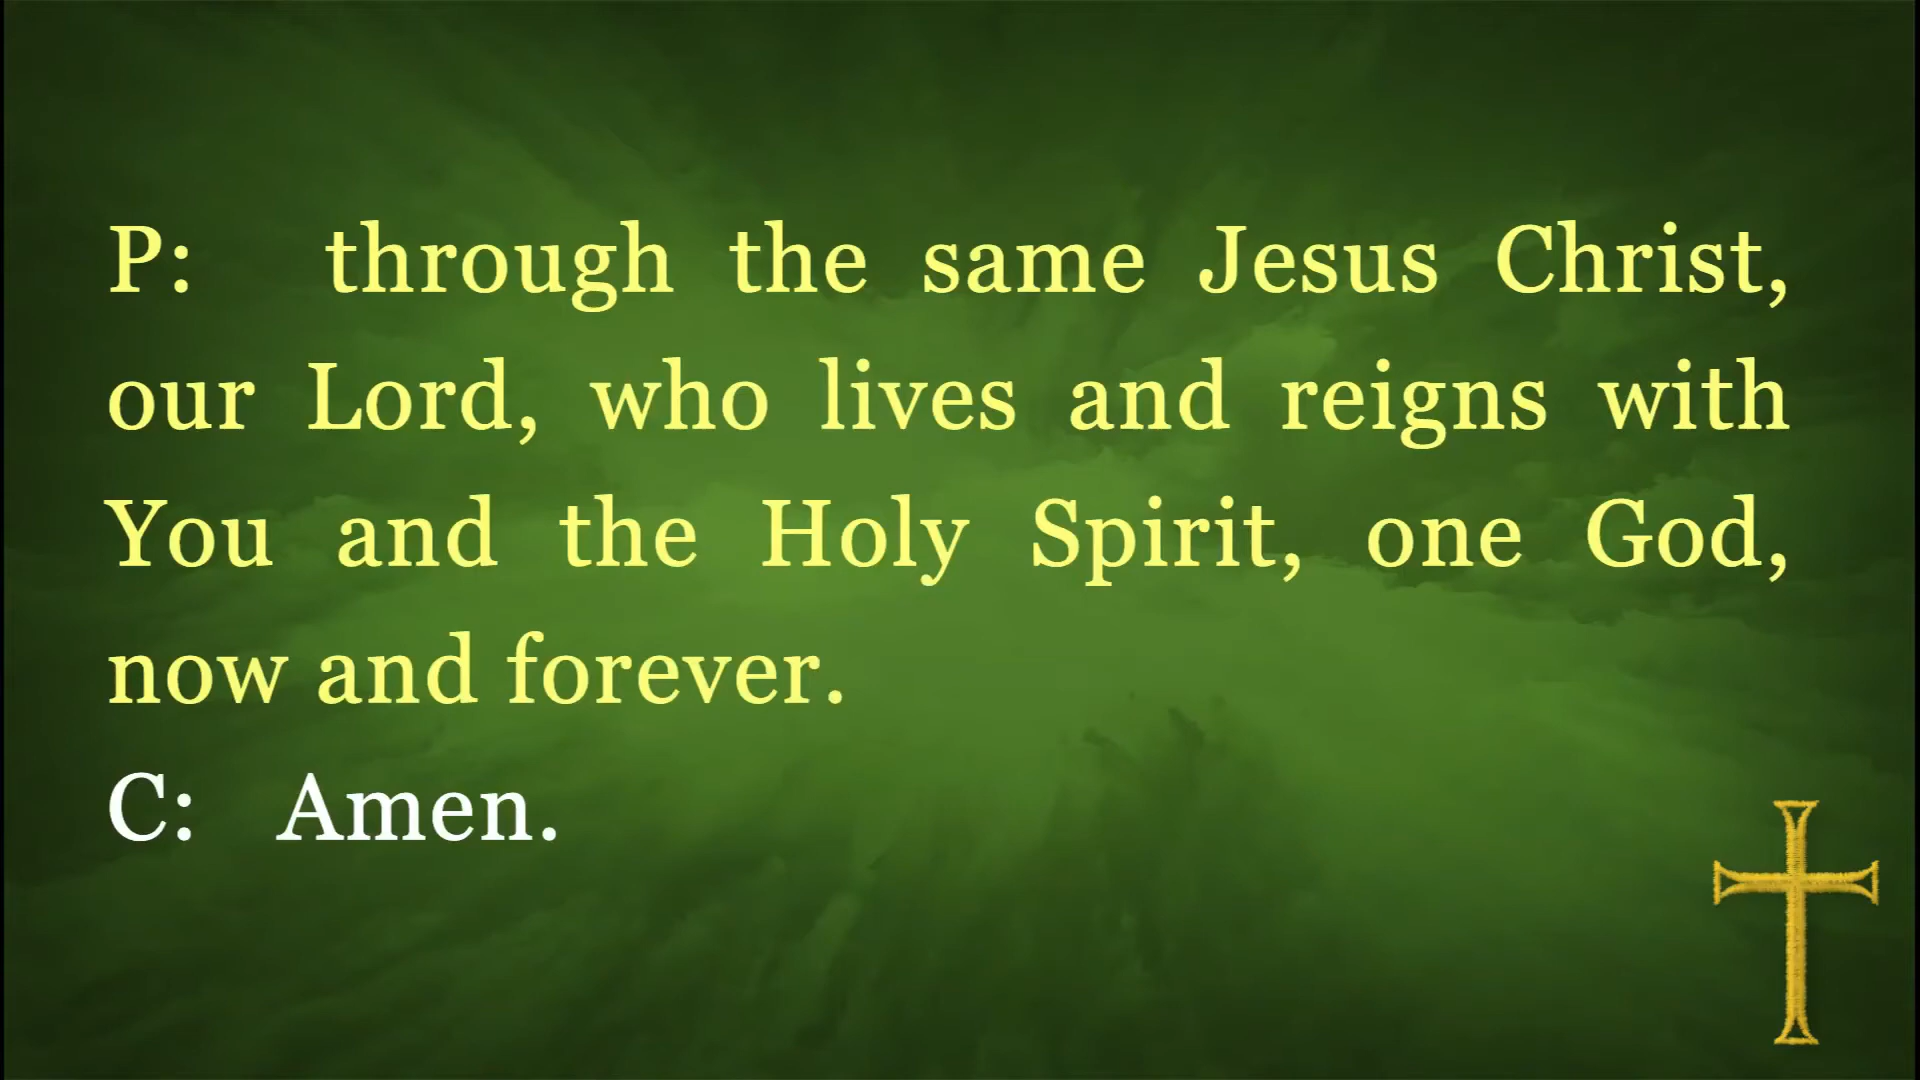 P: through the same Jesus Christ,
our Lord, who lives and reigns with
You and the Holy Spirit, one God,
now and forever.
C: Amen.